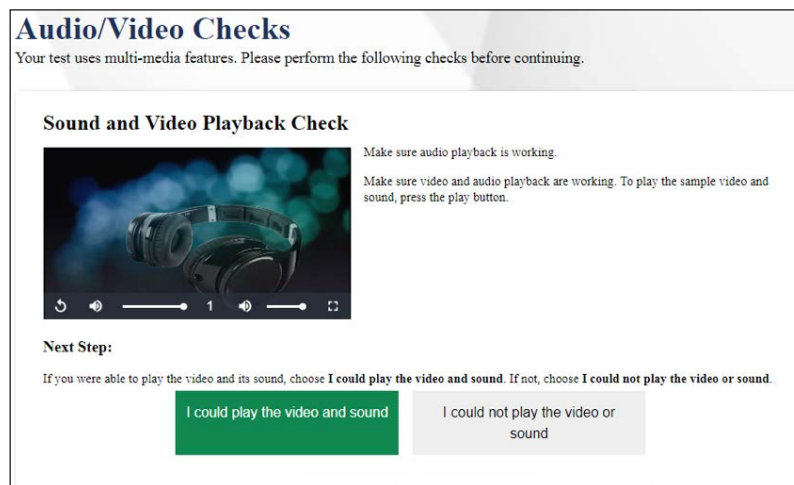 Audio/Video Checks
Your test uses multi-media features. Please perform the following checks before continuing.
Sound and Video Playback Check
Make sure audio playback is working.
Make sure video and audio playback are working. To play the sample video and
sound, press the play button.
1
Next Step:
If you were able to play the video and its sound, choose I could play the video and sound. If not, choose I could not play the video or sound.
I could play the video and sound
I could not play the video or
sound